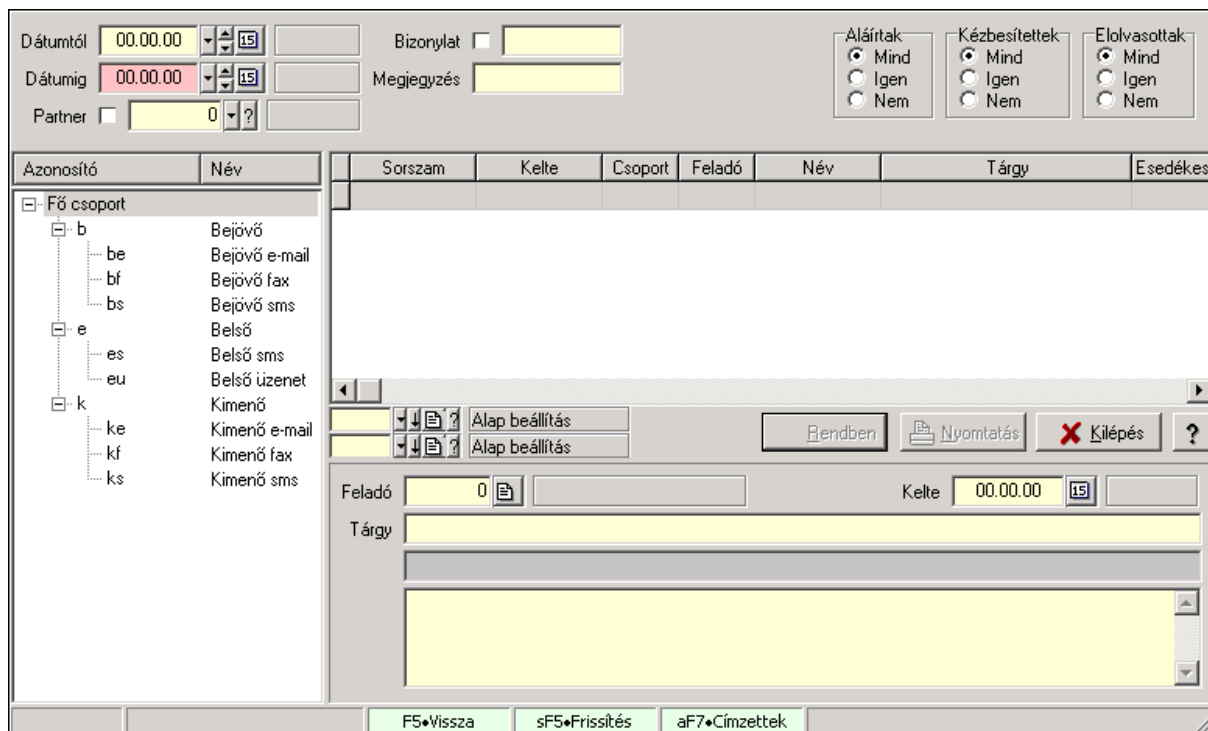 Dátumtól 00.00.00 15 Bizonylat Aláírtak Kézbesítettek Elolvasottak
Mind Mind Mind
Dátumig 00.00.00 15 Megjegyzés Igen Igen Igen
Partner 0 ? Nem Nem Nem
Azonosító Név
Fő csoport
b Bejövő
be Bejövő e-mail
bf Bejövő fax
bs Bejövő sms
e Belső
es Belső sms
eu Belső üzenet
k Kimenő
ke Kimenő e-mail
kf Kimenő fax
ks Kimenő sms
Sorszam Kelte Csoport Feladó Név Tárgy Esedékes
? Alap beállítás
? Alap beállítás
Rendben Nyomtatás Kilépés ?
Feladó 0 Kelte 00.00.00 15
Tárgy
F5•Vissza sF5•Frissítés aF7•Címzettek